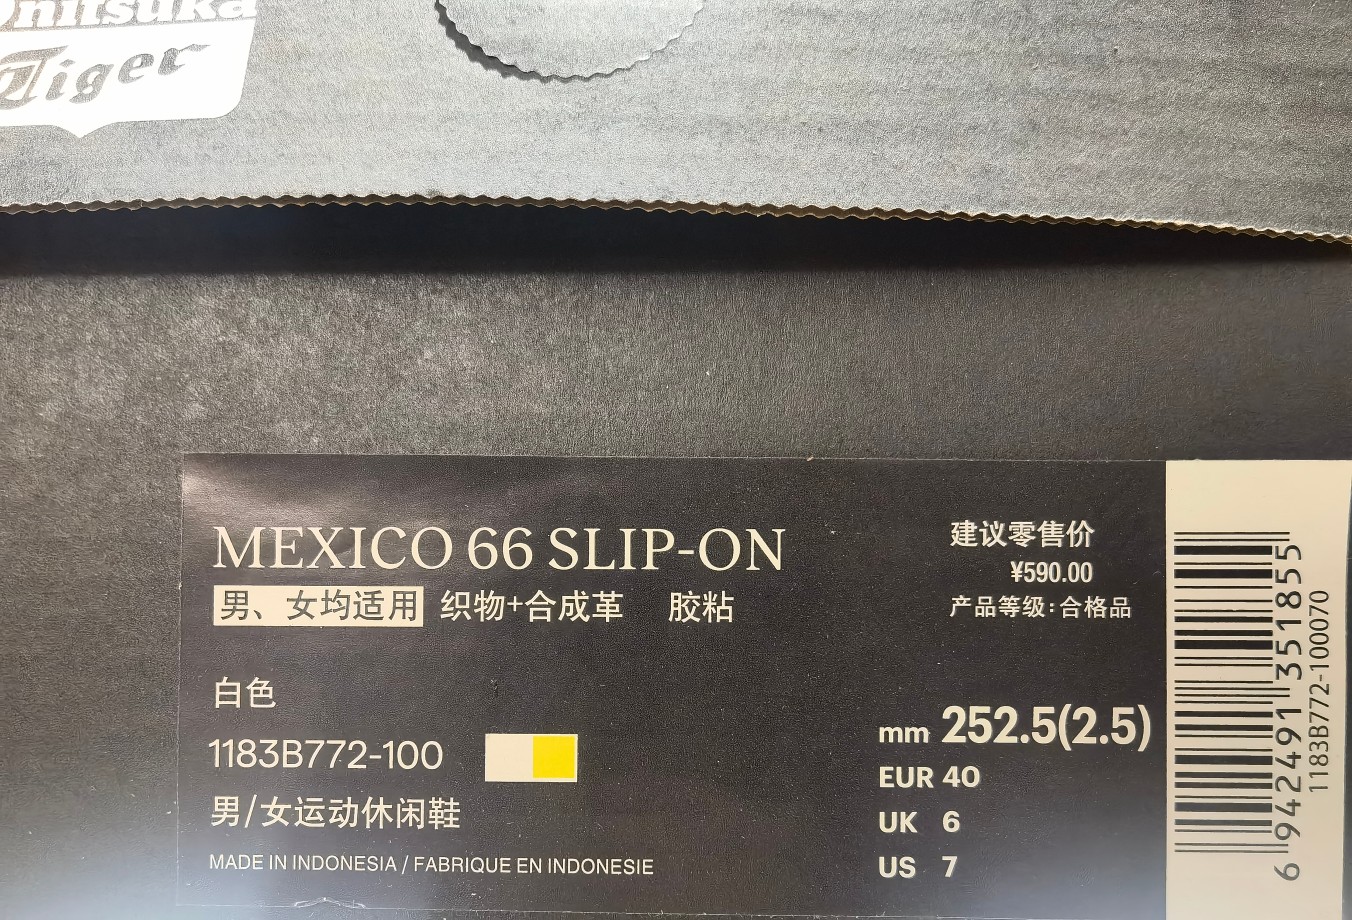 Onitsuka
Tiger
MEXICO 66 SLIP-ON
男、女均适用 织物+合成革 胶粘
建议零售价
¥590.00
产品等级:合格品
白色
1183B772-100
男/女运动休闲鞋
MADE IN INDONESIA / FABRIQUE EN INDONESIE
mm 252.5(2.5)
EUR 40
UK 6
US 7
6 942491 351855
1183B772-100070